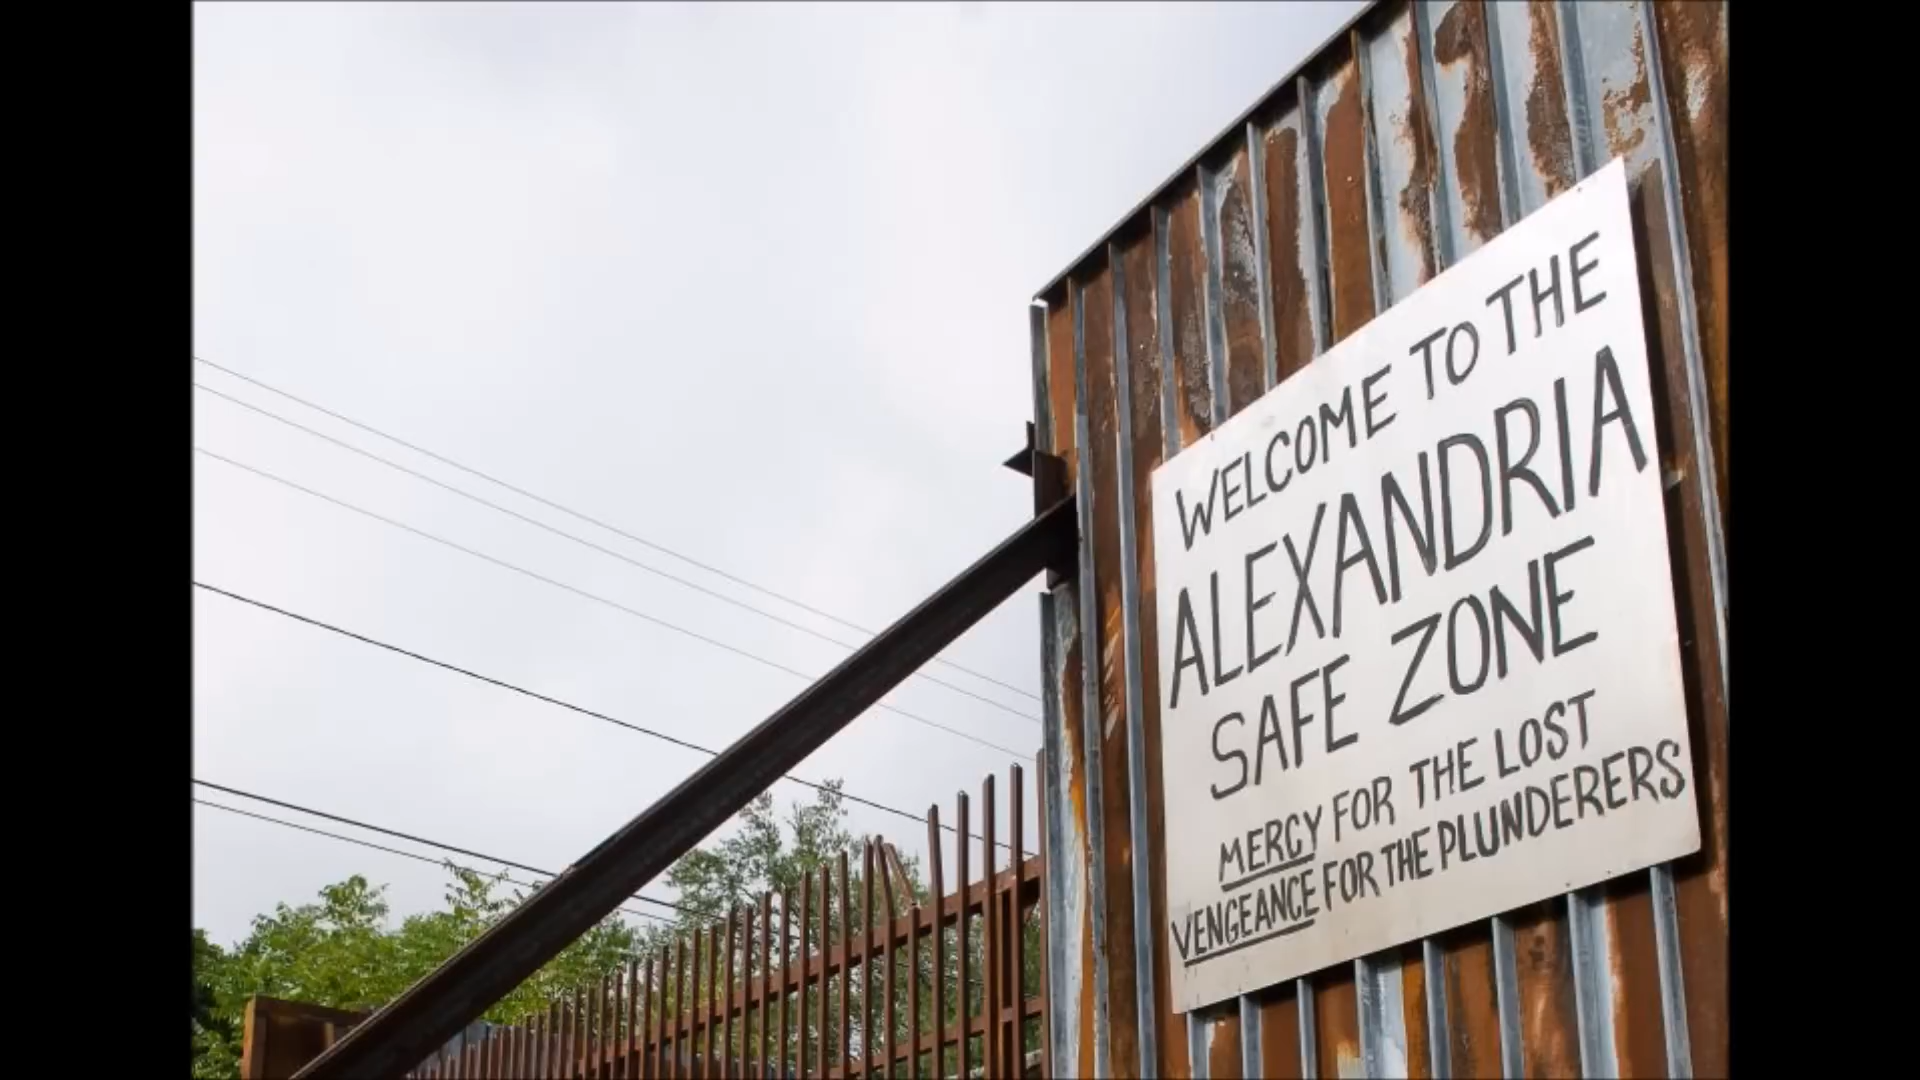 WELCOME TO THE
ALEXANDRIA
SAFE ZONE
MERCY FOR THE LOST
VENGEANCE FOR THE PLUNDERERS